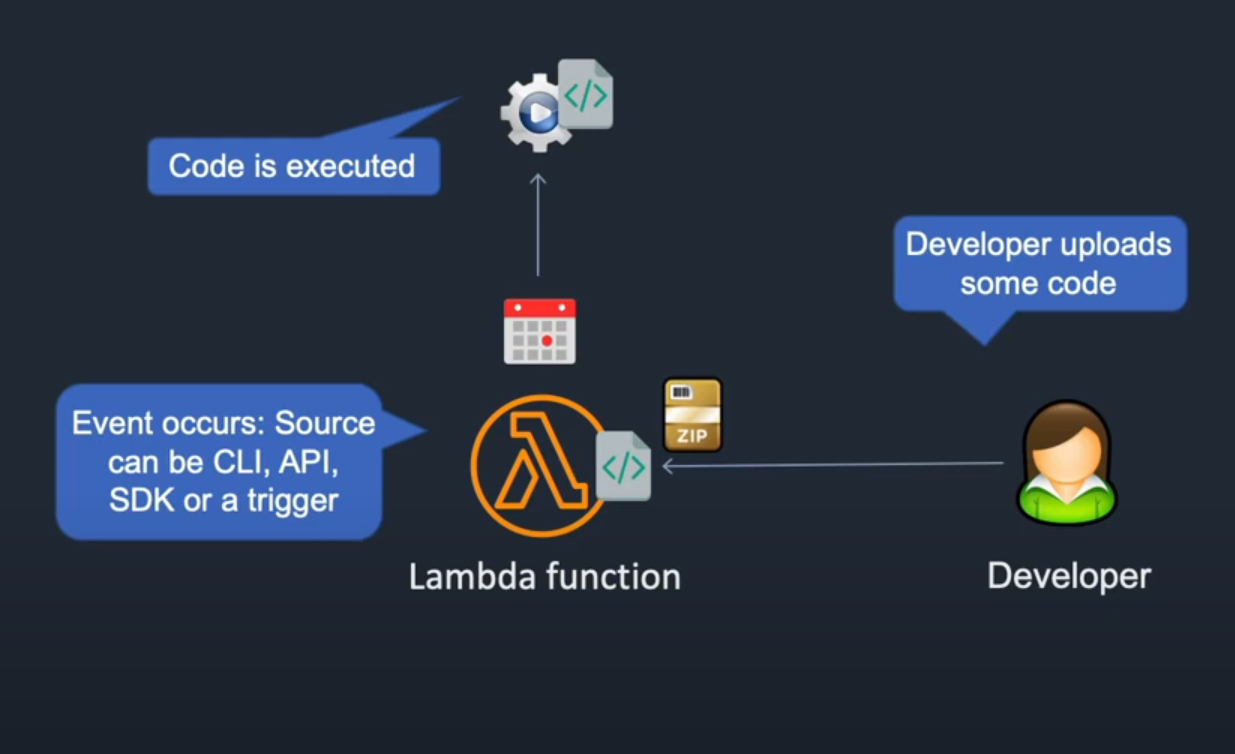 Code is executed
Developer uploads
some code
Event occurs: Source
can be CLI, API,
SDK or a trigger
ZIP
Lambda function
Developer